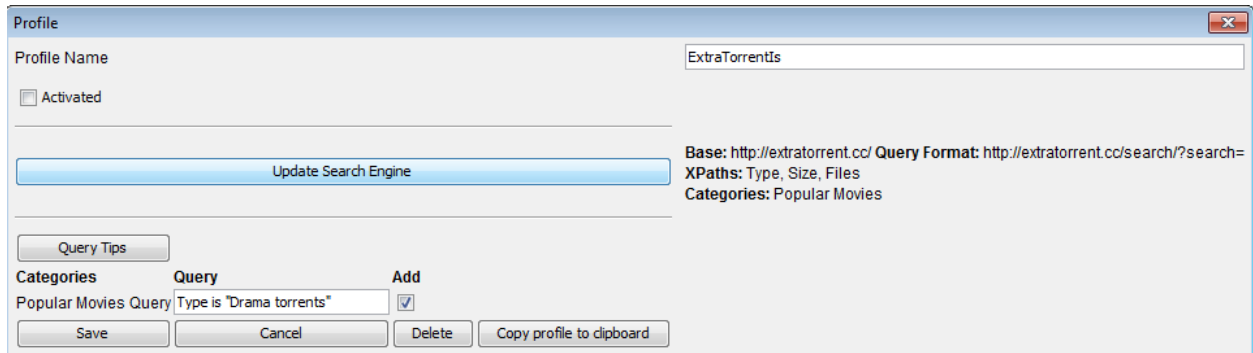 Profile
Profile Name ExtraTorrentIs
Activated
Update Search Engine
Base: http://extratorrent.cc/ Query Format: http://extratorrent.cc/search/?search=
XPaths: Type, Size, Files
Categories: Popular Movies
Query Tips
Categories Query Add
Popular Movies Query Type is "Drama torrents"
Save Cancel Delete Copy profile to clipboard